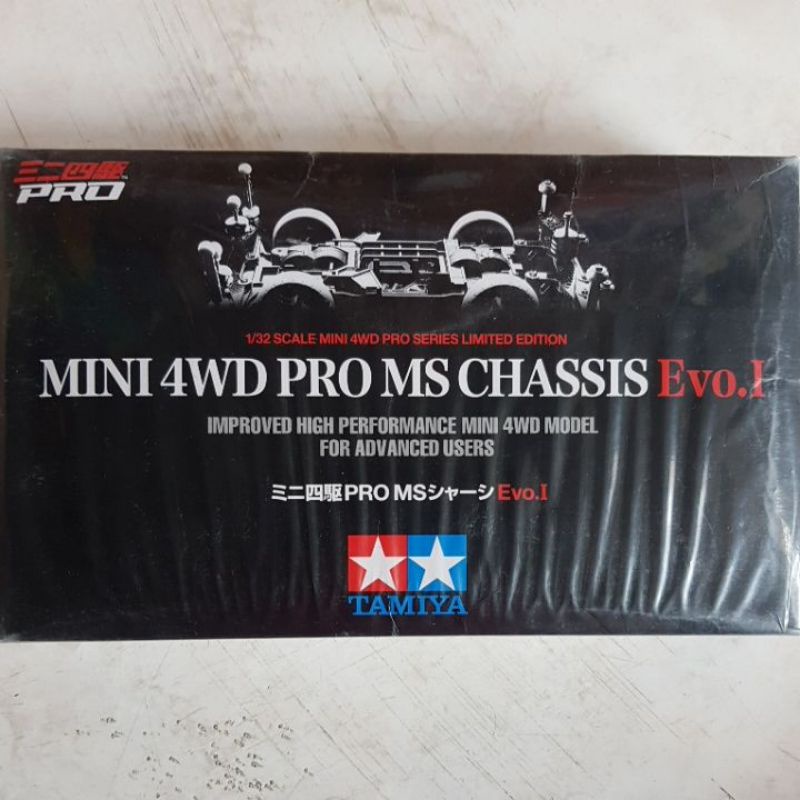 ミニ四駆
PRO
1/32 SCALE MINI 4WD PRO SERIES LIMITED EDITION
MINI 4WD PRO MS CHASSIS Evo.I
IMPROVED HIGH PERFORMANCE MINI 4WD MODEL
FOR ADVANCED USERS
ミニ四駆PRO MSシャーシ Evo.I
TAMIYA